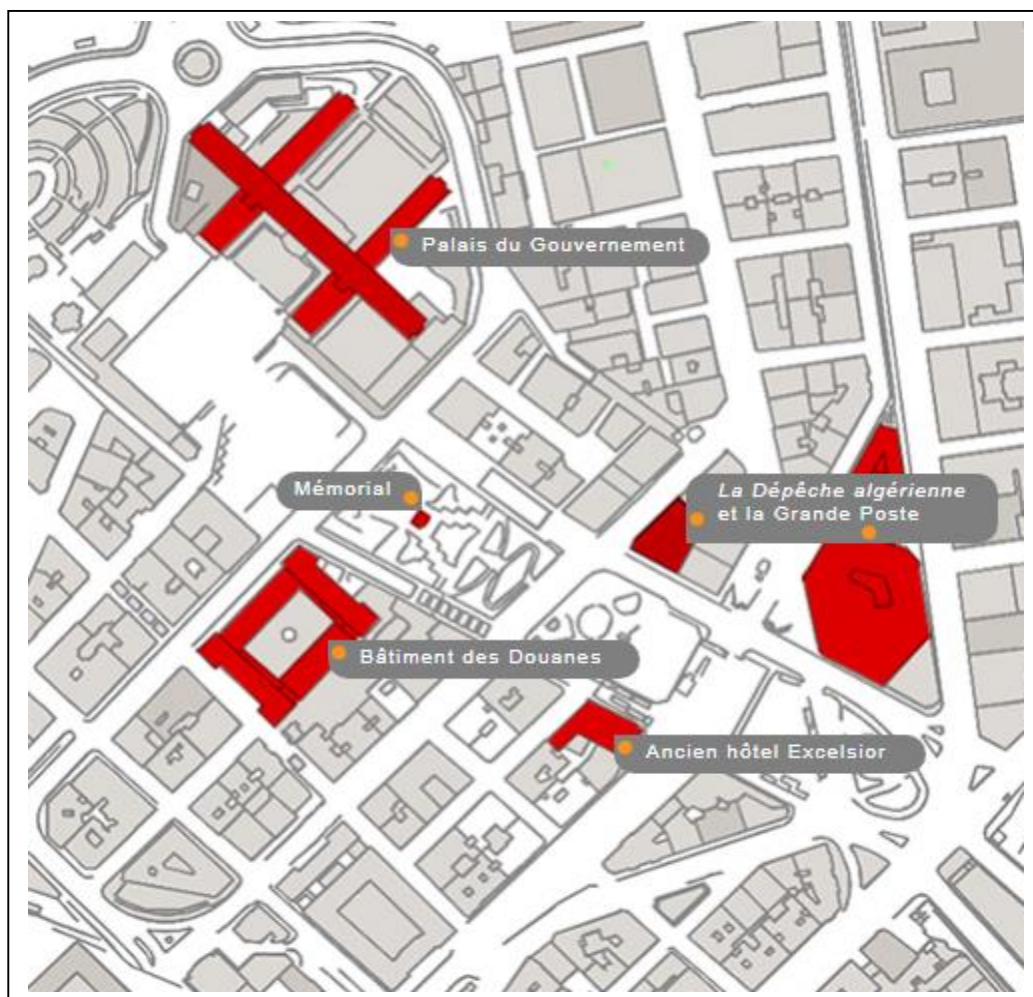 Palais du Gouvernement
Mémorial
La Dépêche algérienne
et la Grande Poste
Bâtiment des Douanes
Ancien hôtel Excelsior